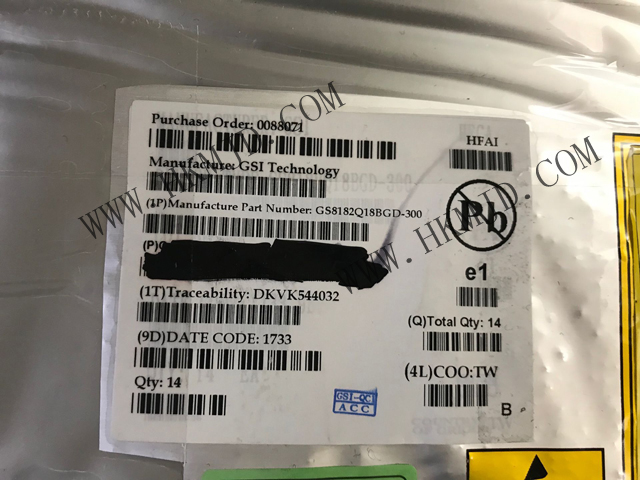 Purchase Order: 0088071
HFAI
Manufacture: GSI Technology
(1P)Manufacture Part Number: GS8182Q18BGD-300
Pb
(P)
e1
(1T)Traceability: DKVK544032
(Q)Total Qty: 14
(9D)DATE CODE: 1733
(4L)COO:TW
Qty: 14
GSI-QC
ACC
B
WWW.HKMJD.COM
WWW.HKMJD.COM